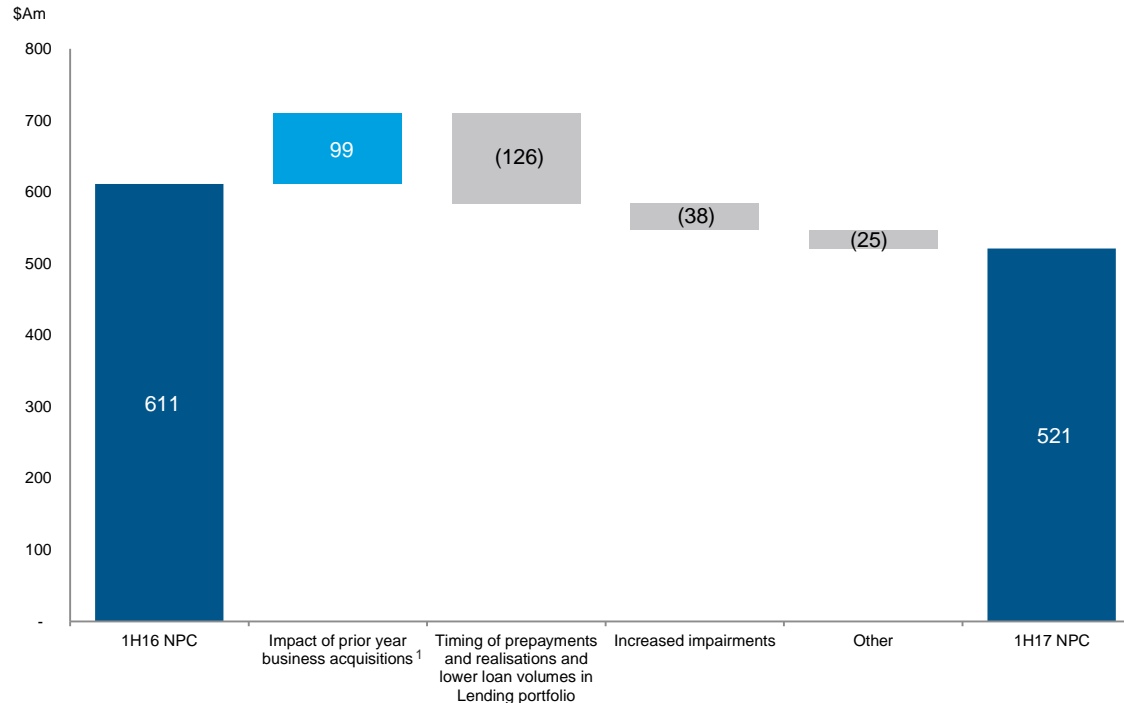 $Am
800
700
600
500
400
300
200
100
-
611
99
(126)
(38)
(25)
521
1H16 NPC
Impact of prior year
business acquisitions 1
Timing of prepayments
and realisations and
lower loan volumes in
Lending portfolio
Increased impairments
Other
1H17 NPC